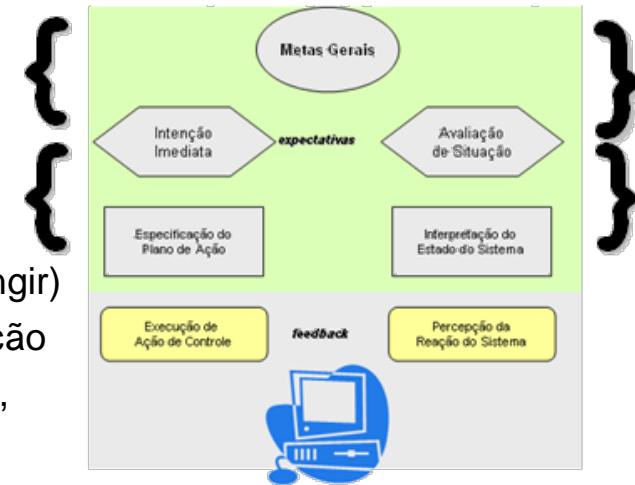 Metas Gerais
Intenção
Imediata
expectativas
Avaliação
de Situação
Especificação do
Plano de Ação
Interpretação do
Estado do Sistema
ngir)
Execução de
Ação de Controle
feedback
Percepção da
Reação do Sistema
ção
,